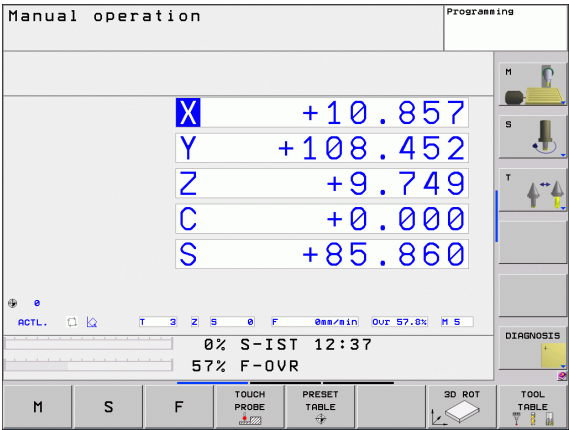 Manual operation
Programming
M
X +10.857
S
Y +108.452
Z +9.749
T
C +0.000
S +85.860
0
ACTL. T 3 Z S 0 F 0mm/min Ovr 57.8% M 5
0% S-IST 12:37
DIAGNOSIS
57% F-OVR
M
S
F
TOUCH PROBE
PRESET TABLE
3D ROT
TOOL TABLE